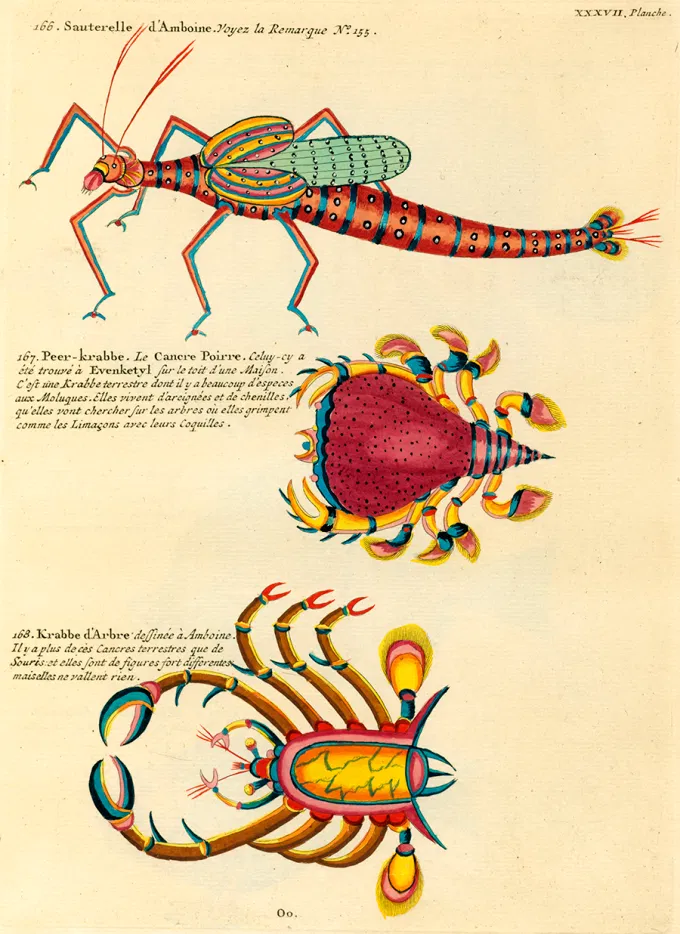 XXXVII. Planche.
166. Sauterelle d'Amboine. Voyez la Remarque N.º 155.
167. Peer-krabbe. Le Cancre Poirre. Celuy-cy a
été trouvé à Evenketyl ſur le toit d'une Maiſon.
C'eſt une Krabbe terrestre dont il y a beaucoup d'especes
aux Moluques. Elles vivent d'areignées et de chenilles
qu'elles vont chercher ſur les arbres où elles grimpent
comme les Limaçons avec leurs Coquilles.
168. Krabbe d'Arbre deſſinée à Amboine.
Il y a plus de cès Cancres terrestres que de
Souris: et elles ſont de figures fort differentes
mais elles ne vallent rien.
Oo.